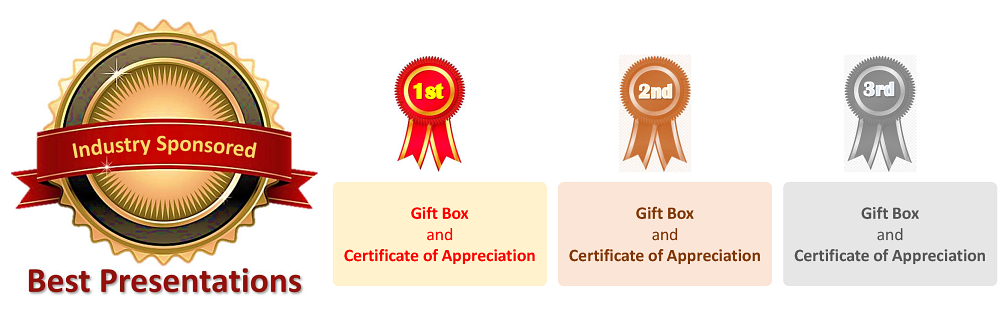 Industry Sponsored
Best Presentations
1st
2nd
3rd
Gift Box
and
Certificate of Appreciation
Gift Box
and
Certificate of Appreciation
Gift Box
and
Certificate of Appreciation